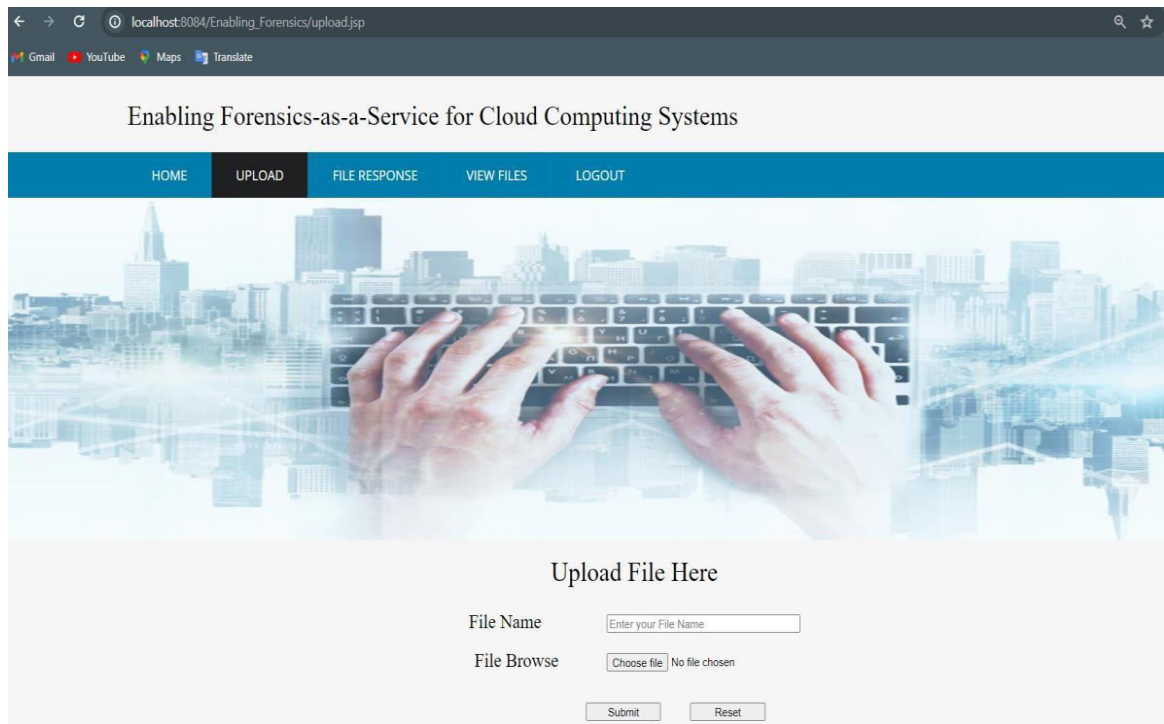 localhost:8084/Enabling_Forensics/upload.jsp
Gmail YouTube Maps Translate
Enabling Forensics-as-a-Service for Cloud Computing Systems
HOME UPLOAD FILE RESPONSE VIEW FILES LOGOUT
Upload File Here
File Name Enter your File Name
File Browse Choose file No file chosen
Submit Reset